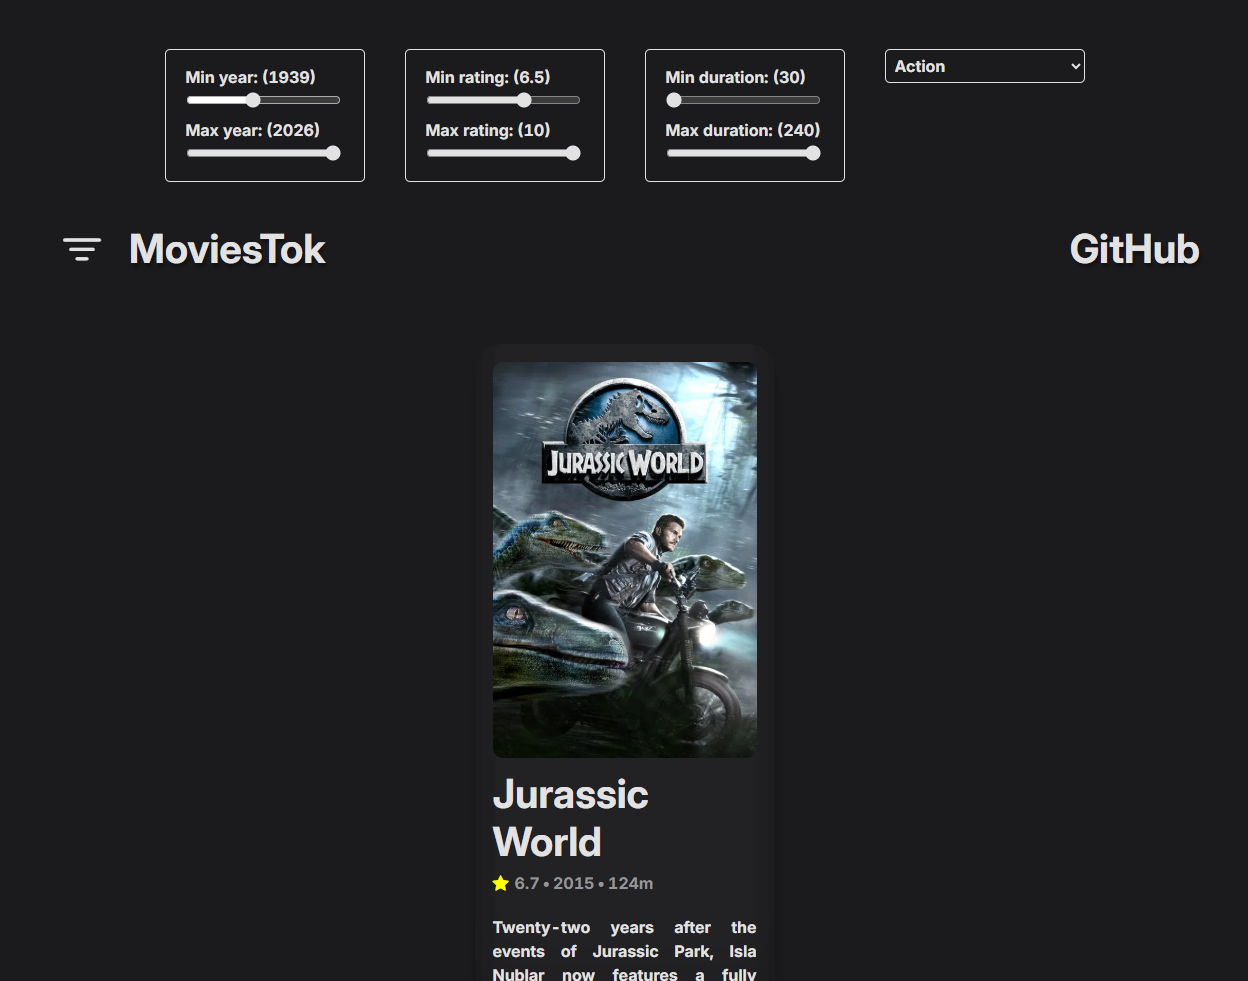 Min year: (1939)
Max year: (2026)
Min rating: (6.5)
Max rating: (10)
Min duration: (30)
Max duration: (240)
Action
MoviesTok
GitHub
JURASSIC WORLD
Jurassic
World
6.7 • 2015 • 124m
Twenty-two years after the
events of Jurassic Park, Isla
Nublar now features a fully